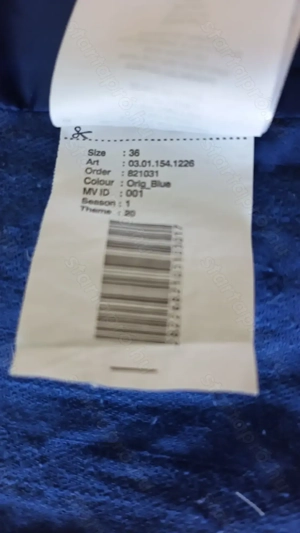 Size : 36
Art : 03.01.154.1226
Order : 821031
Colour : Orig_Blue
MV ID : 001
Season : 1
Theme : 20